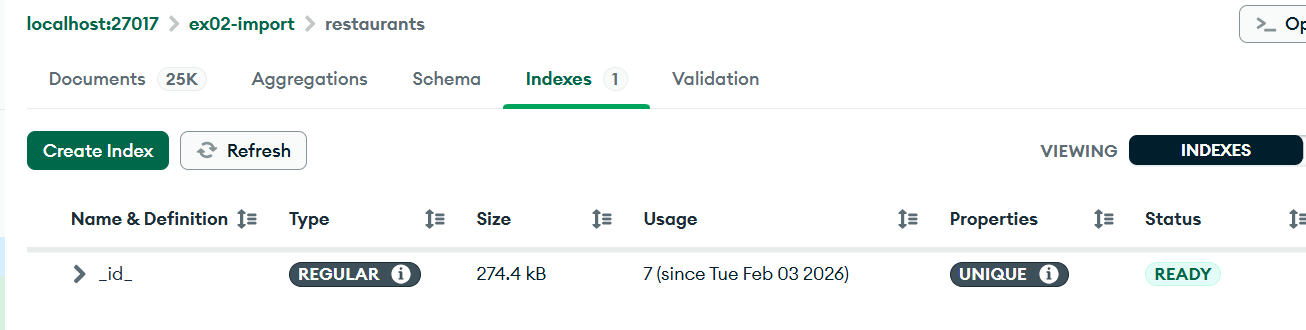 localhost:27017 > ex02-import > restaurants
>_ Op
Documents 25K Aggregations Schema Indexes 1 Validation
Create Index Refresh VIEWING INDEXES
Name & Definition Type Size Usage Properties Status
_id_ REGULAR 274.4 kB 7 (since Tue Feb 03 2026) UNIQUE READY